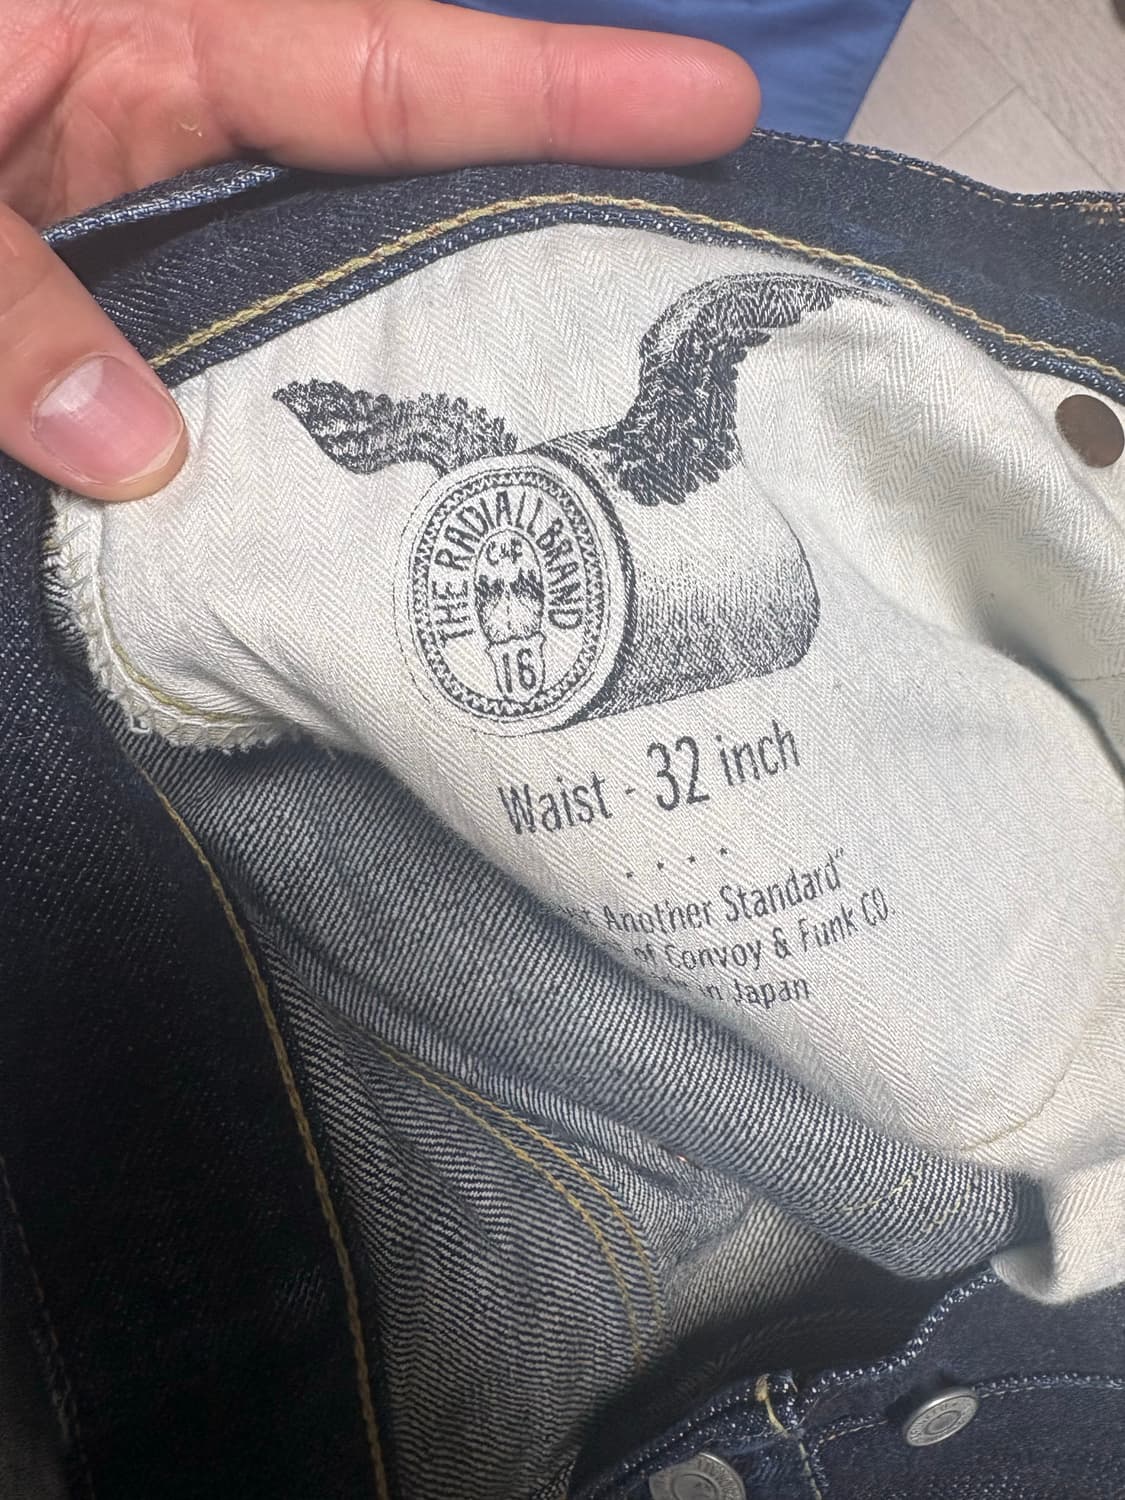 THE RADIALL BRAND
C&F
16
Waist - 32 inch
Another Standard"
of Convoy & Funk CO.
in Japan